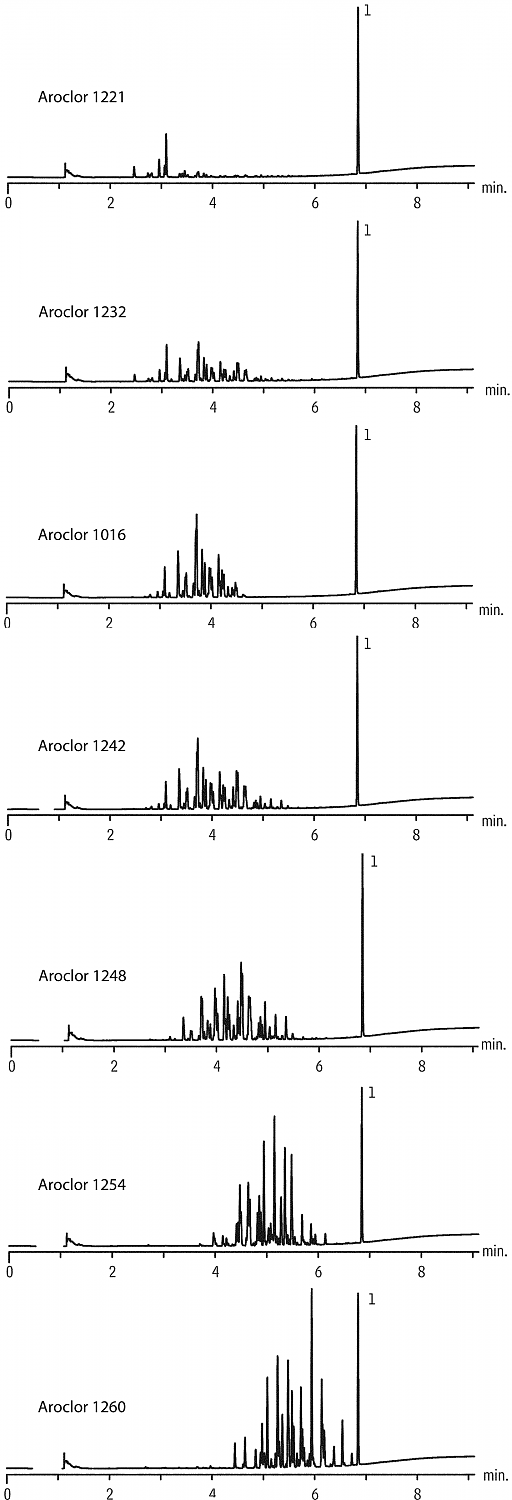 1
Aroclor 1221
0 2 4 6 8 min.
1
Aroclor 1232
0 2 4 6 8 min.
1
Aroclor 1016
0 2 4 6 8 min.
1
Aroclor 1242
0 2 4 6 8 min.
1
Aroclor 1248
0 2 4 6 8 min.
1
Aroclor 1254
0 2 4 6 8 min.
1
Aroclor 1260
0 2 4 6 8 min.